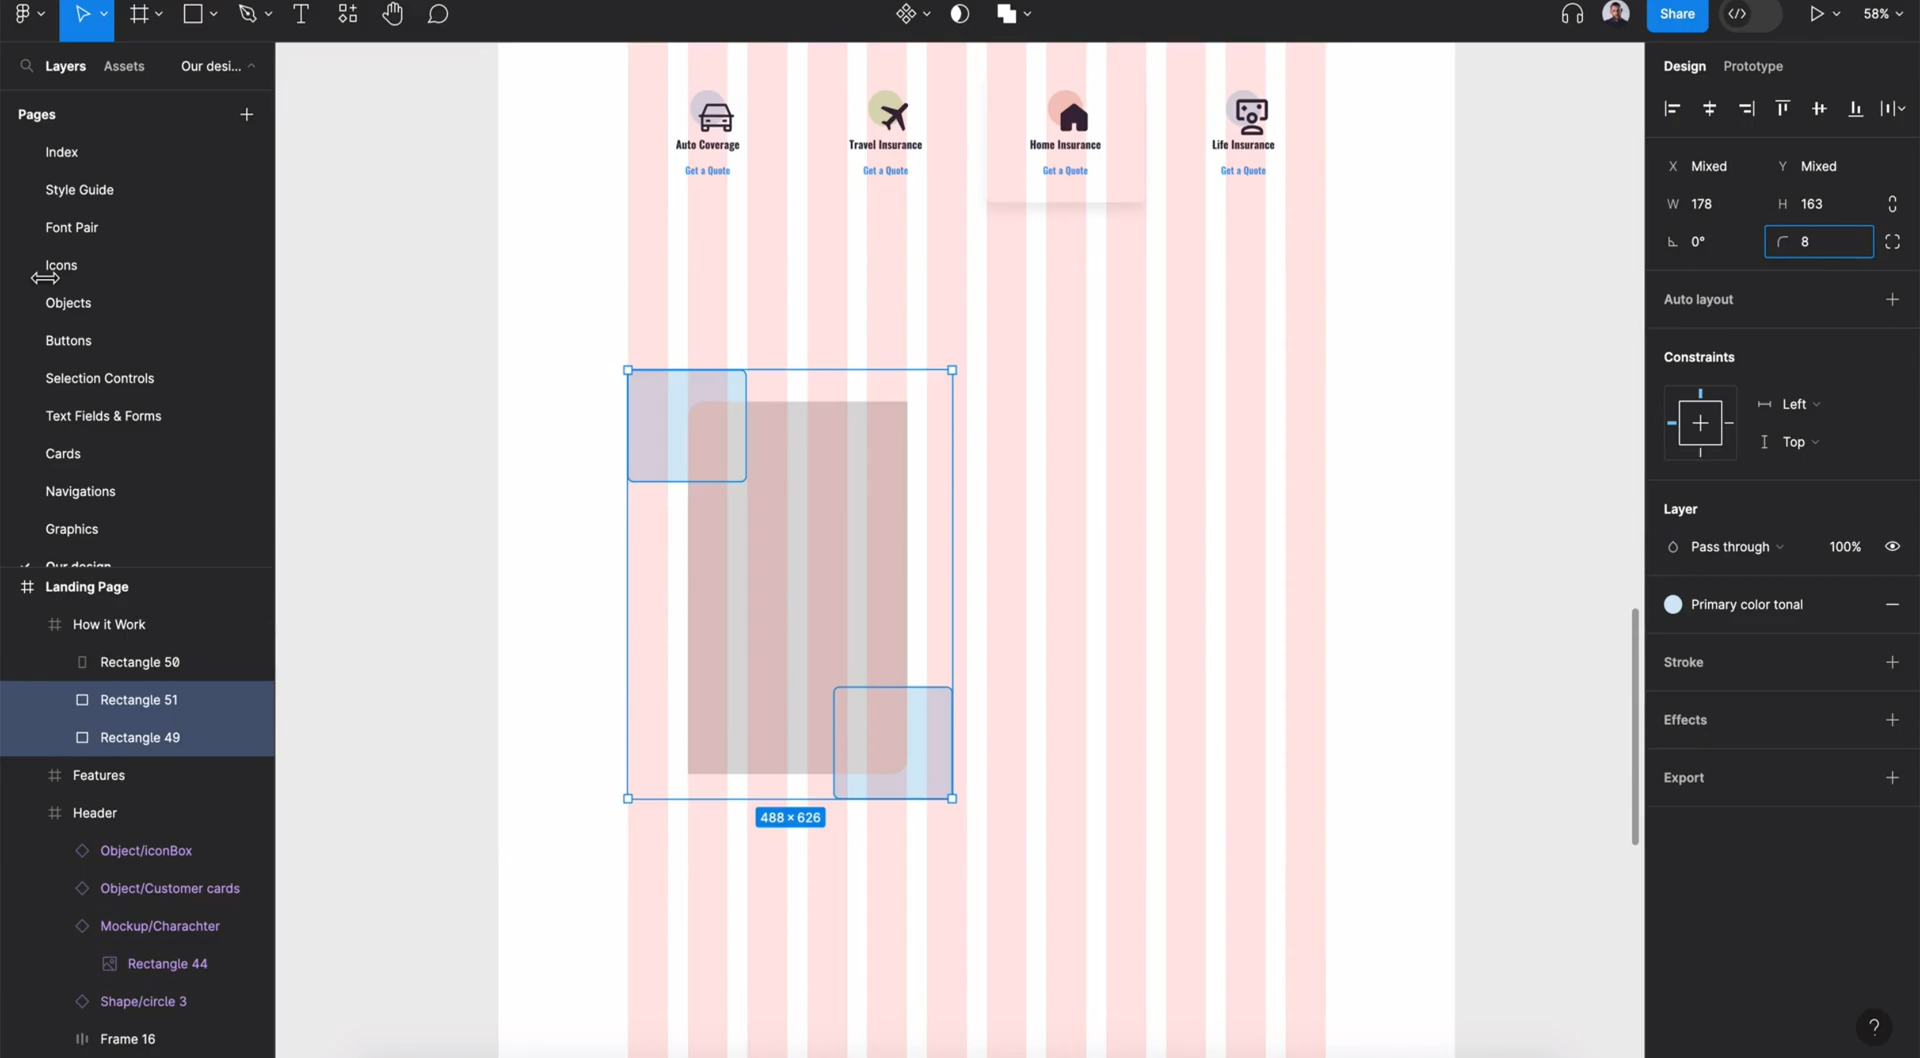 Share
58%
Layers
Assets
Our desi...
Pages
Index
Style Guide
Font Pair
Icons
Objects
Buttons
Selection Controls
Text Fields & Forms
Cards
Navigations
Graphics
Our design
Landing Page
How it Work
Rectangle 50
Rectangle 51
Rectangle 49
Features
Header
Object/iconBox
Object/Customer cards
Mockup/Charachter
Rectangle 44
Shape/circle 3
Frame 16
Auto Coverage
Get a Quote
Travel Insurance
Get a Quote
Home Insurance
Get a Quote
Life Insurance
Get a Quote
488 × 626
Design
Prototype
X Mixed
Y Mixed
W 178
H 163
0°
8
Auto layout
Constraints
Left
Top
Layer
Pass through
100%
Primary color tonal
Stroke
Effects
Export
?